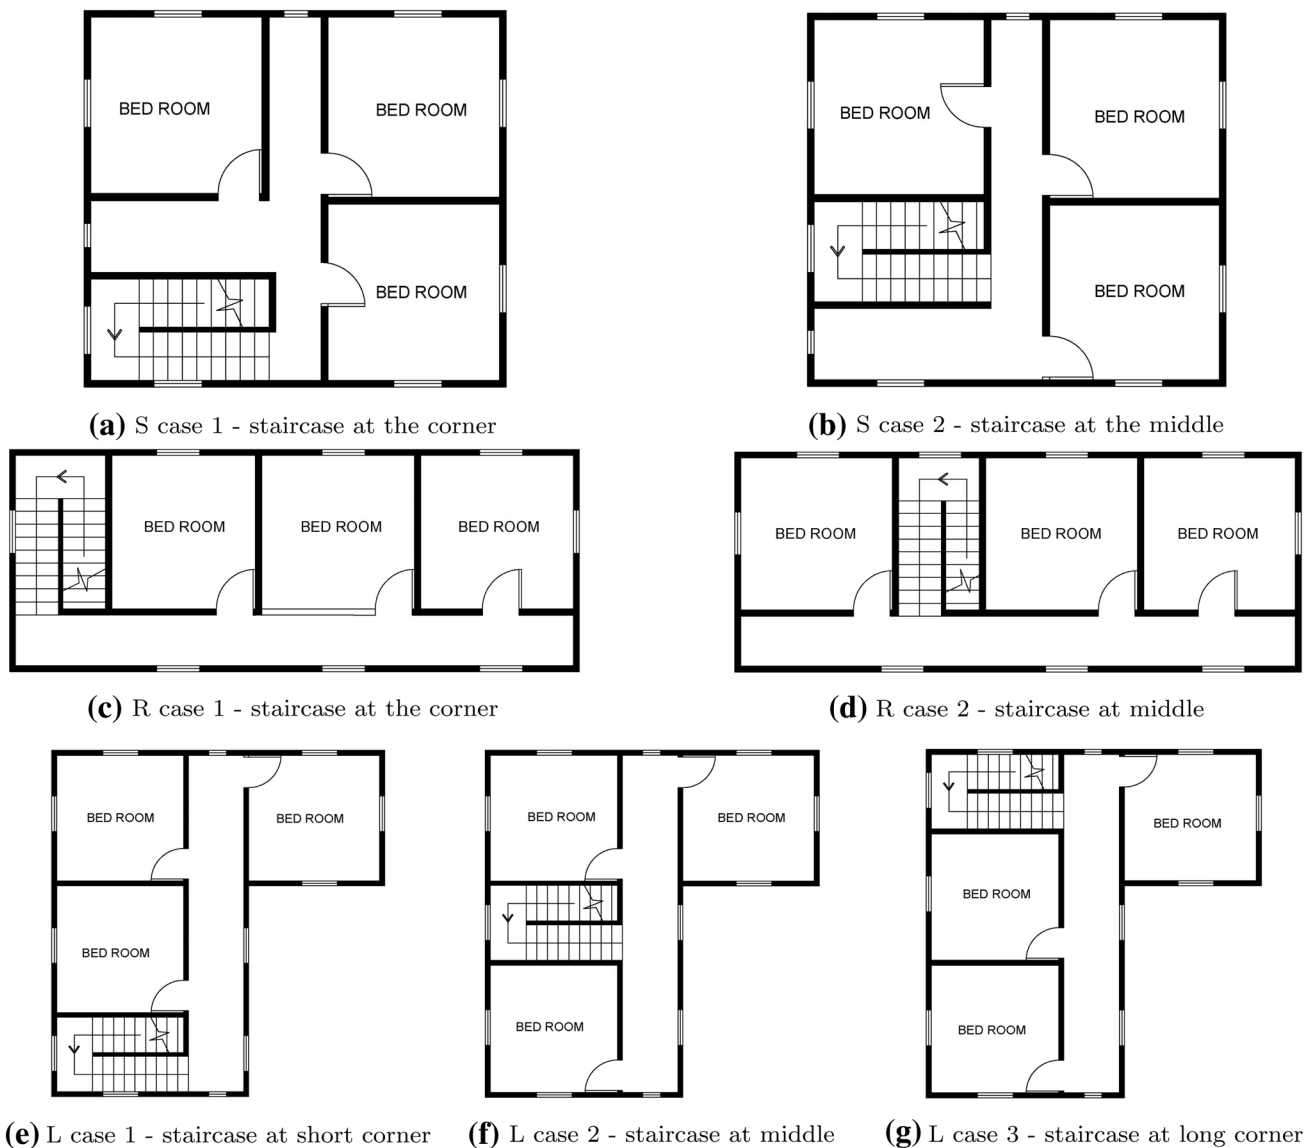 BED ROOM
BED ROOM
BED ROOM
(a) S case 1 - staircase at the corner
BED ROOM
BED ROOM
BED ROOM
(b) S case 2 - staircase at the middle
BED ROOM
BED ROOM
BED ROOM
(c) R case 1 - staircase at the corner
BED ROOM
BED ROOM
BED ROOM
(d) R case 2 - staircase at middle
BED ROOM
BED ROOM
BED ROOM
(e) L case 1 - staircase at short corner
BED ROOM
BED ROOM
BED ROOM
(f) L case 2 - staircase at middle
BED ROOM
BED ROOM
BED ROOM
(g) L case 3 - staircase at long corner